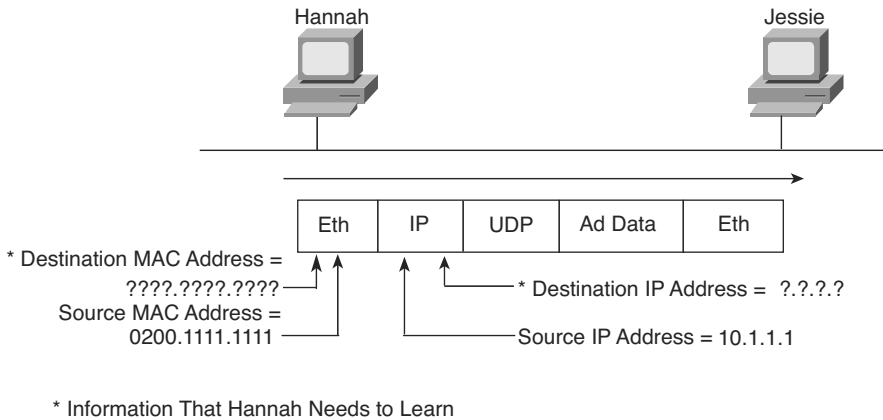 Hannah
Jessie
Eth
IP
UDP
Ad Data
Eth
* Destination MAC Address =
????.????.????
Source MAC Address =
0200.1111.1111
* Destination IP Address = ?.?.?.?
Source IP Address = 10.1.1.1
* Information That Hannah Needs to Learn